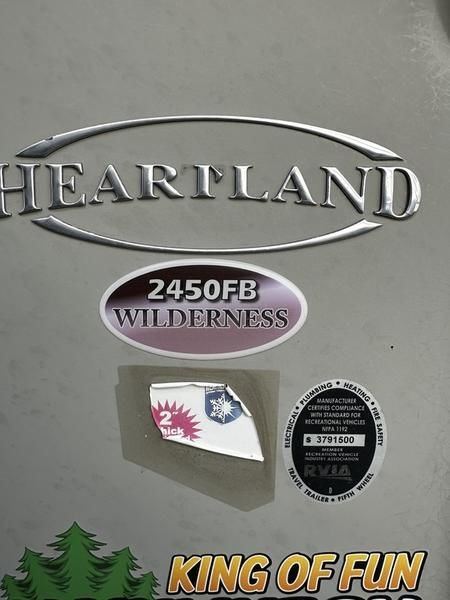 HEARTLAND
2450FB
WILDERNESS
2"
hick
ELECTRICAL • PLUMBING • HEATING • FIRE SAFETY
MANUFACTURER
CERTIFIES COMPLIANCE
WITH STANDARD FOR
RECREATIONAL VEHICLES
NFPA 1192
S 3791500
MEMBER
RECREATION VEHICLE
INDUSTRY ASSOCIATION
RVIA
D
TRAVEL TRAILER • FIFTH WHEEL
KING OF FUN